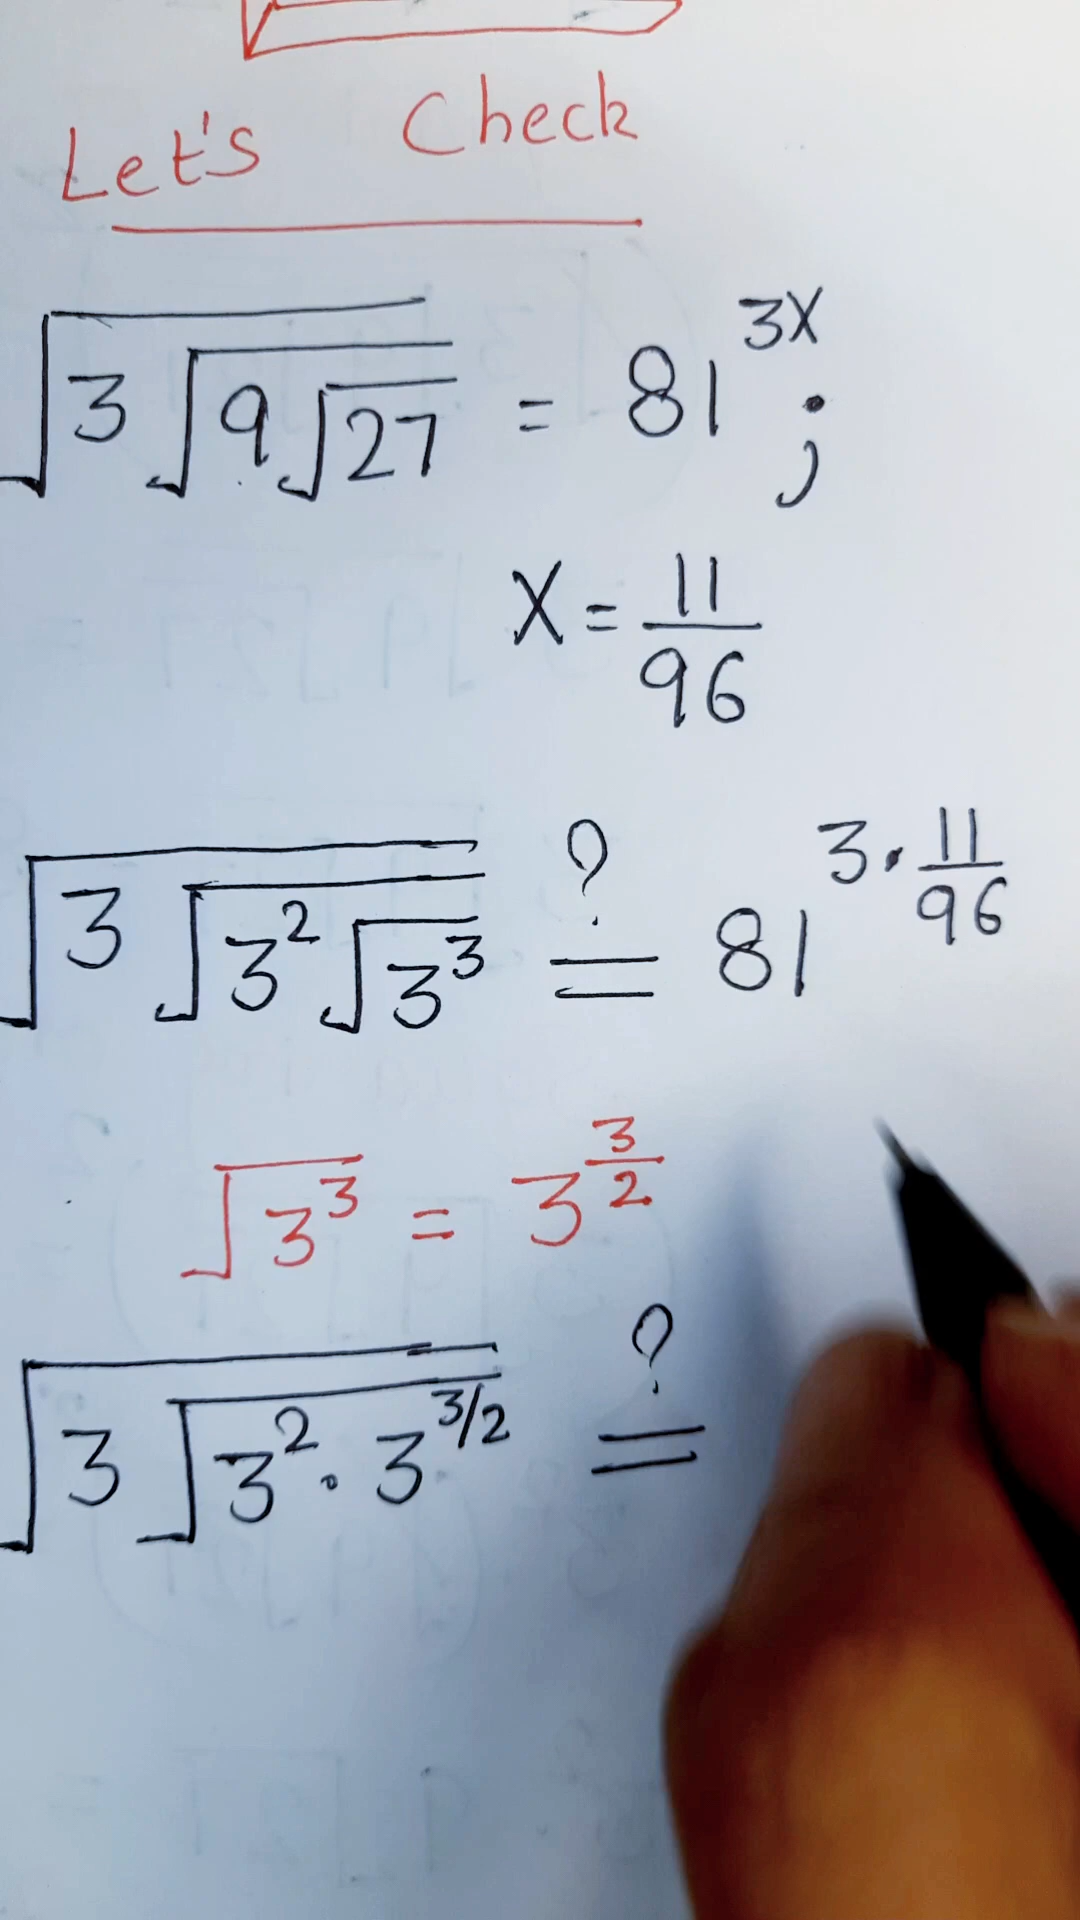 Let's Check
√(3√(9√27)) = 81^(3X) ;
X = 11/96
√(3√(3²√(3³))) ?= 81^(3·11/96)
√(3³) = 3^(3/2)
√(3√(3²·3^(3/2))) ?=